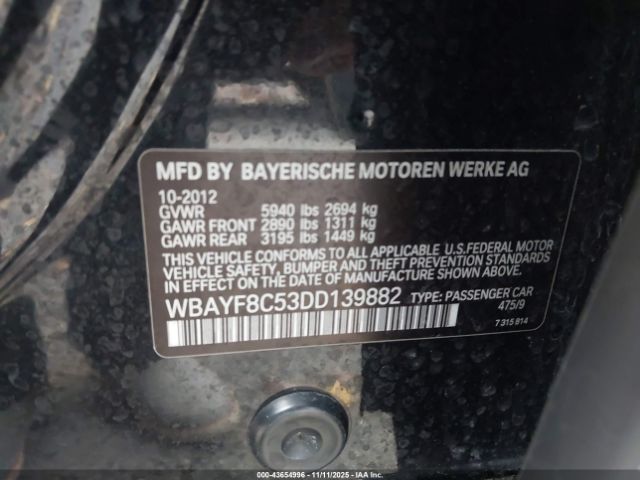 MFD BY BAYERISCHE MOTOREN WERKE AG
10-2012
GVWR 5940 lbs 2694 kg
GAWR FRONT 2890 lbs 1311 kg
GAWR REAR 3195 lbs 1449 kg
THIS VEHICLE CONFORMS TO ALL APPLICABLE U.S.FEDERAL MOTOR
VEHICLE SAFETY, BUMPER, AND THEFT PREVENTION STANDARDS
IN EFFECT ON THE DATE OF MANUFACTURE SHOWN ABOVE.
WBAYF8C53DD139882 TYPE: PASSENGER CAR
475/9
7 315 814
000-43654996 - 11/11/2025 - IAAI.COM